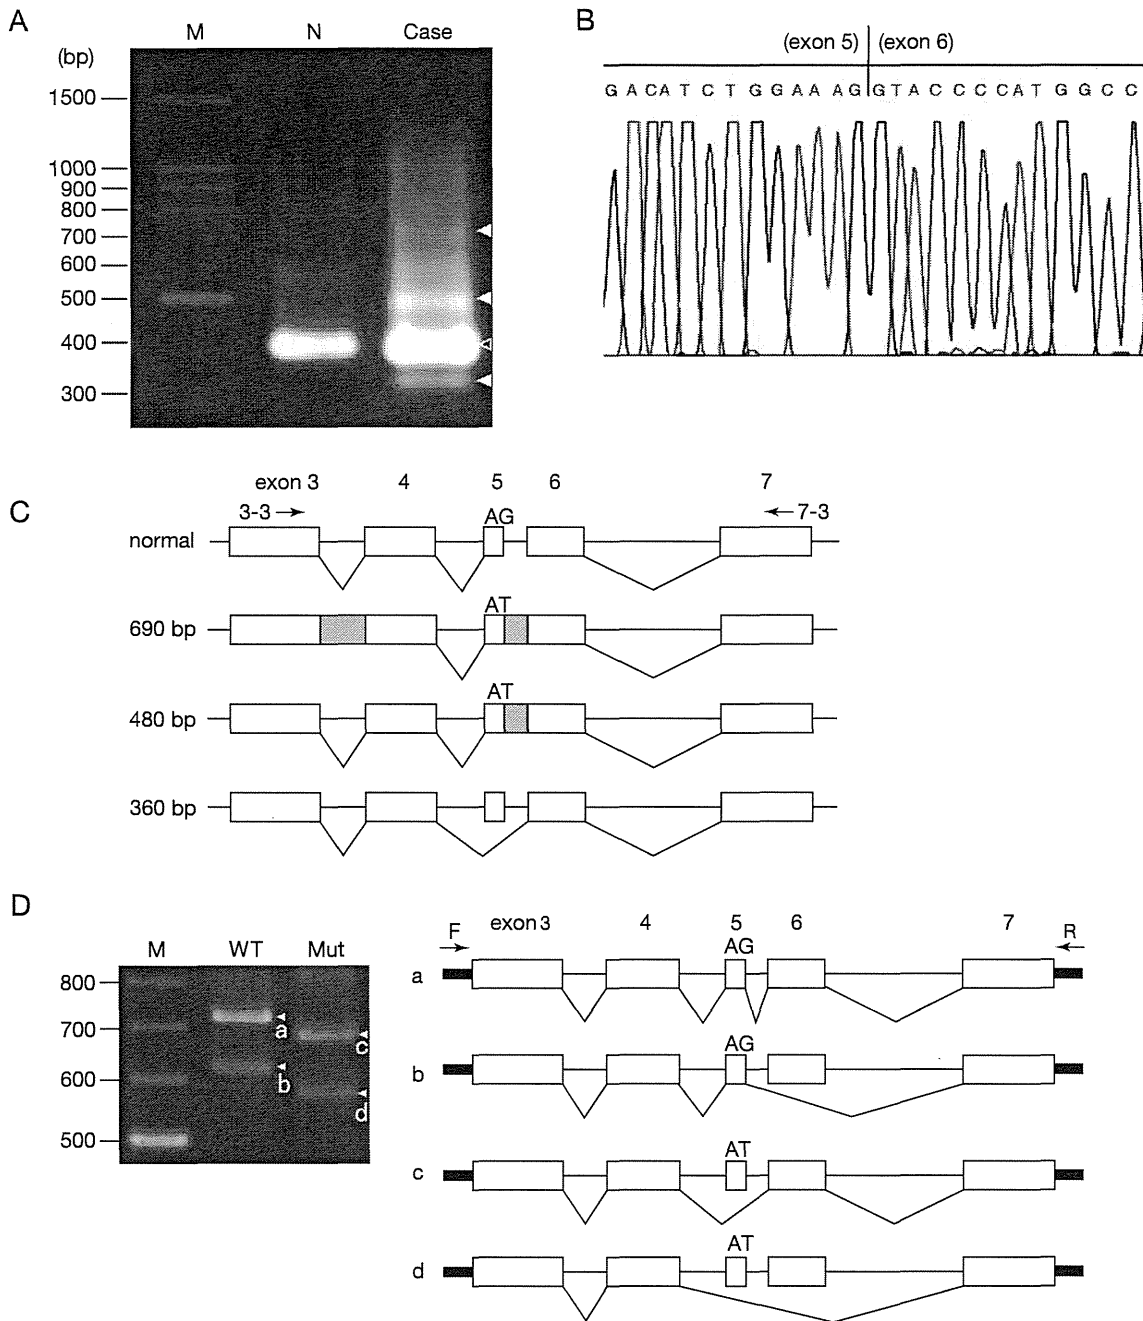 A
M N Case
(bp)
1500
1000
900
800
700
600
500
400
300
B
(exon 5) (exon 6)
G A C A T C T G G A A A G G T A C C C C A T G G C C
C
exon 3 4 5 6 7
3-3 AG 7-3
normal
AT
690 bp
AT
480 bp
360 bp
D
M WT Mut
800
700
600
500
a
b
c
d
F exon 3 4 5 6 7 R
AG
a
AG
b
AT
c
AT
d